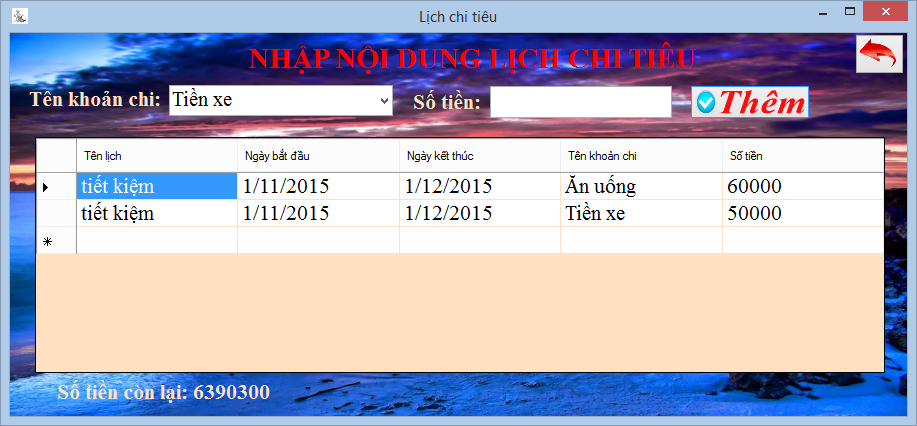 Lịch chi tiêu
NHẬP NỘI DUNG LỊCH CHI TIÊU
Tên khoản chi: Tiền xe Số tiền: Thêm
Tên lịch Ngày bắt đầu Ngày kết thúc Tên khoản chi Số tiền
tiết kiệm 1/11/2015 1/12/2015 Ăn uống 60000
tiết kiệm 1/11/2015 1/12/2015 Tiền xe 50000
Số tiền còn lại: 6390300